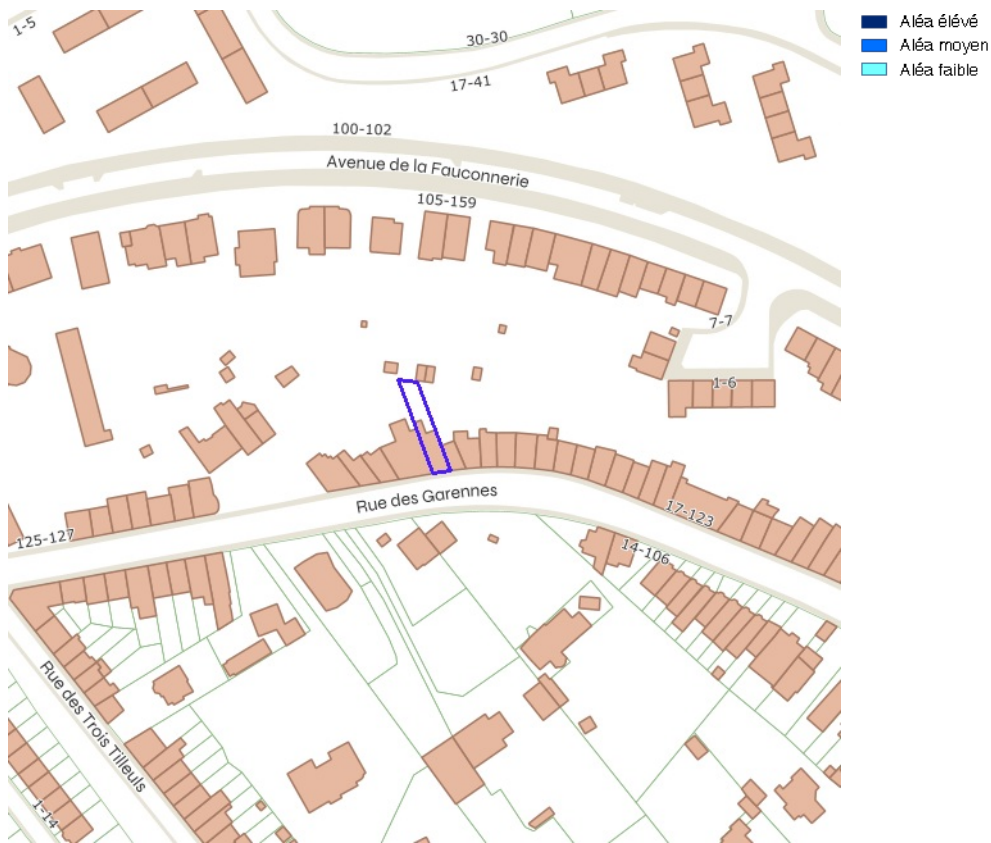 1-5
30-30
17-41
100-102
Avenue de la Fauconnerie
105-159
7-7
1-6
Rue des Garennes
17-123
125-127
14-106
Rue des Trois Tilleuls
1-14
Aléa élévé
Aléa moyen
Aléa faible